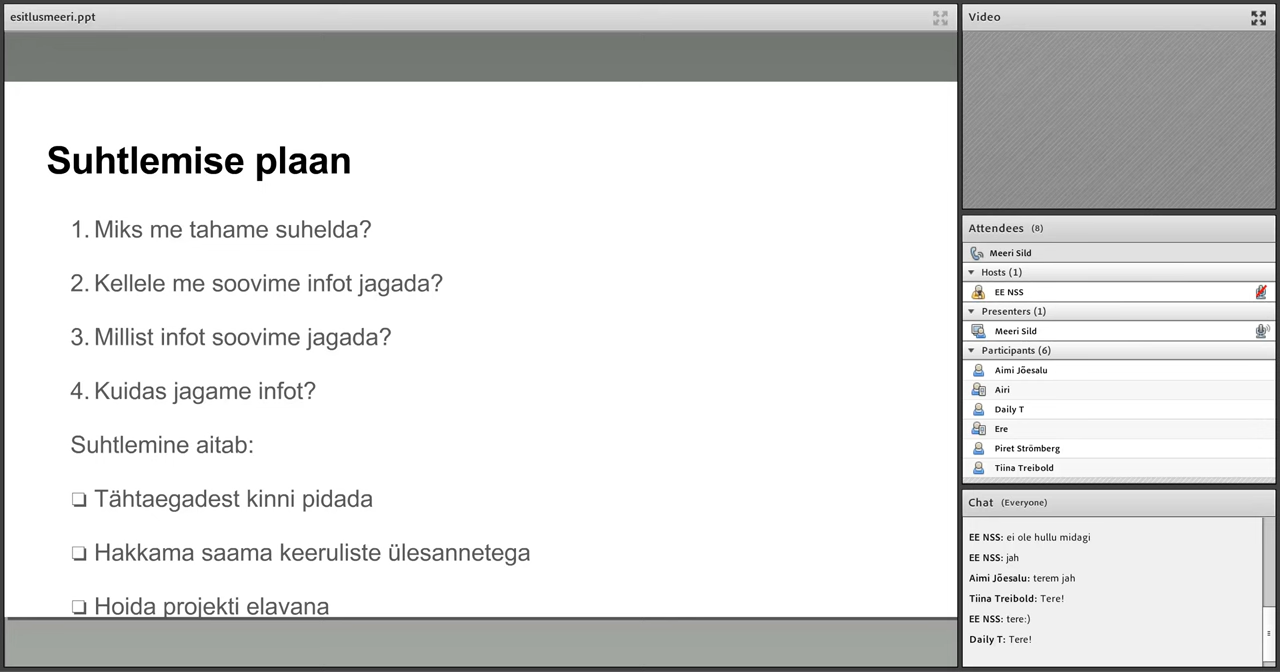 esitlusmeeri.ppt
Suhtlemise plaan
1. Miks me tahame suhelda?
2. Kellele me soovime infot jagada?
3. Millist infot soovime jagada?
4. Kuidas jagame infot?
Suhtlemine aitab:
❏ Tähtaegadest kinni pidada
❏ Hakkama saama keeruliste ülesannetega
❏ Hoida projekti elavana
Video
Attendees (8)
Meeri Sild
Hosts (1)
EE NSS
Presenters (1)
Meeri Sild
Participants (6)
Aimi Jõesalu
Airi
Daily T
Ere
Piret Strömberg
Tiina Treibold
Chat (Everyone)
EE NSS: ei ole hullu midagi
EE NSS: jah
Aimi Jõesalu: terem jah
Tiina Treibold: Tere!
EE NSS: tere:)
Daily T: Tere!